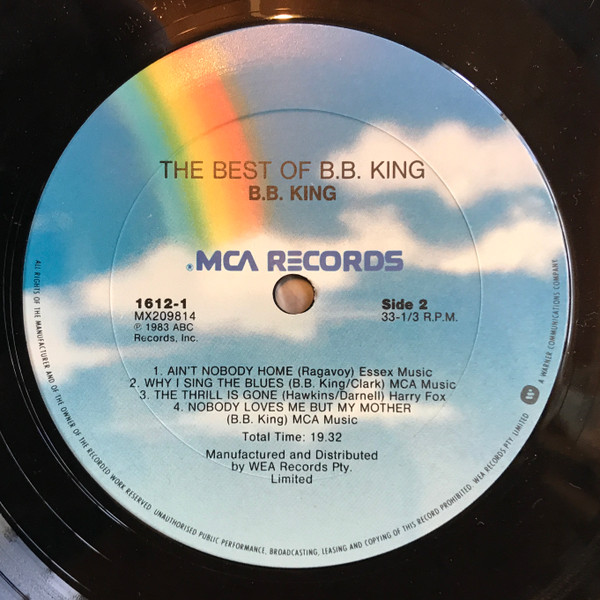 THE BEST OF B.B. KING
B.B. KING
MCA RECORDS
1612-1
MX209814
℗ 1983 ABC
Records, Inc.
Side 2
33-1/3 R.P.M.
1. AIN'T NOBODY HOME (Ragavoy) Essex Music
2. WHY I SING THE BLUES (B.B. King/Clark) MCA Music
3. THE THRILL IS GONE (Hawkins/Darnell) Harry Fox
4. NOBODY LOVES ME BUT MY MOTHER
(B.B. King) MCA Music
Total Time: 19.32
Manufactured and Distributed
by WEA Records Pty.
Limited
ALL RIGHTS OF THE MANUFACTURER AND OF THE OWNER OF THE RECORDED WORK RESERVED. UNAUTHORISED PUBLIC PERFORMANCE, BROADCASTING, LEASING AND COPYING OF THIS RECORD PROHIBITED. WEA RECORDS PTY. LIMITED A WARNER COMMUNICATIONS COMPANY.